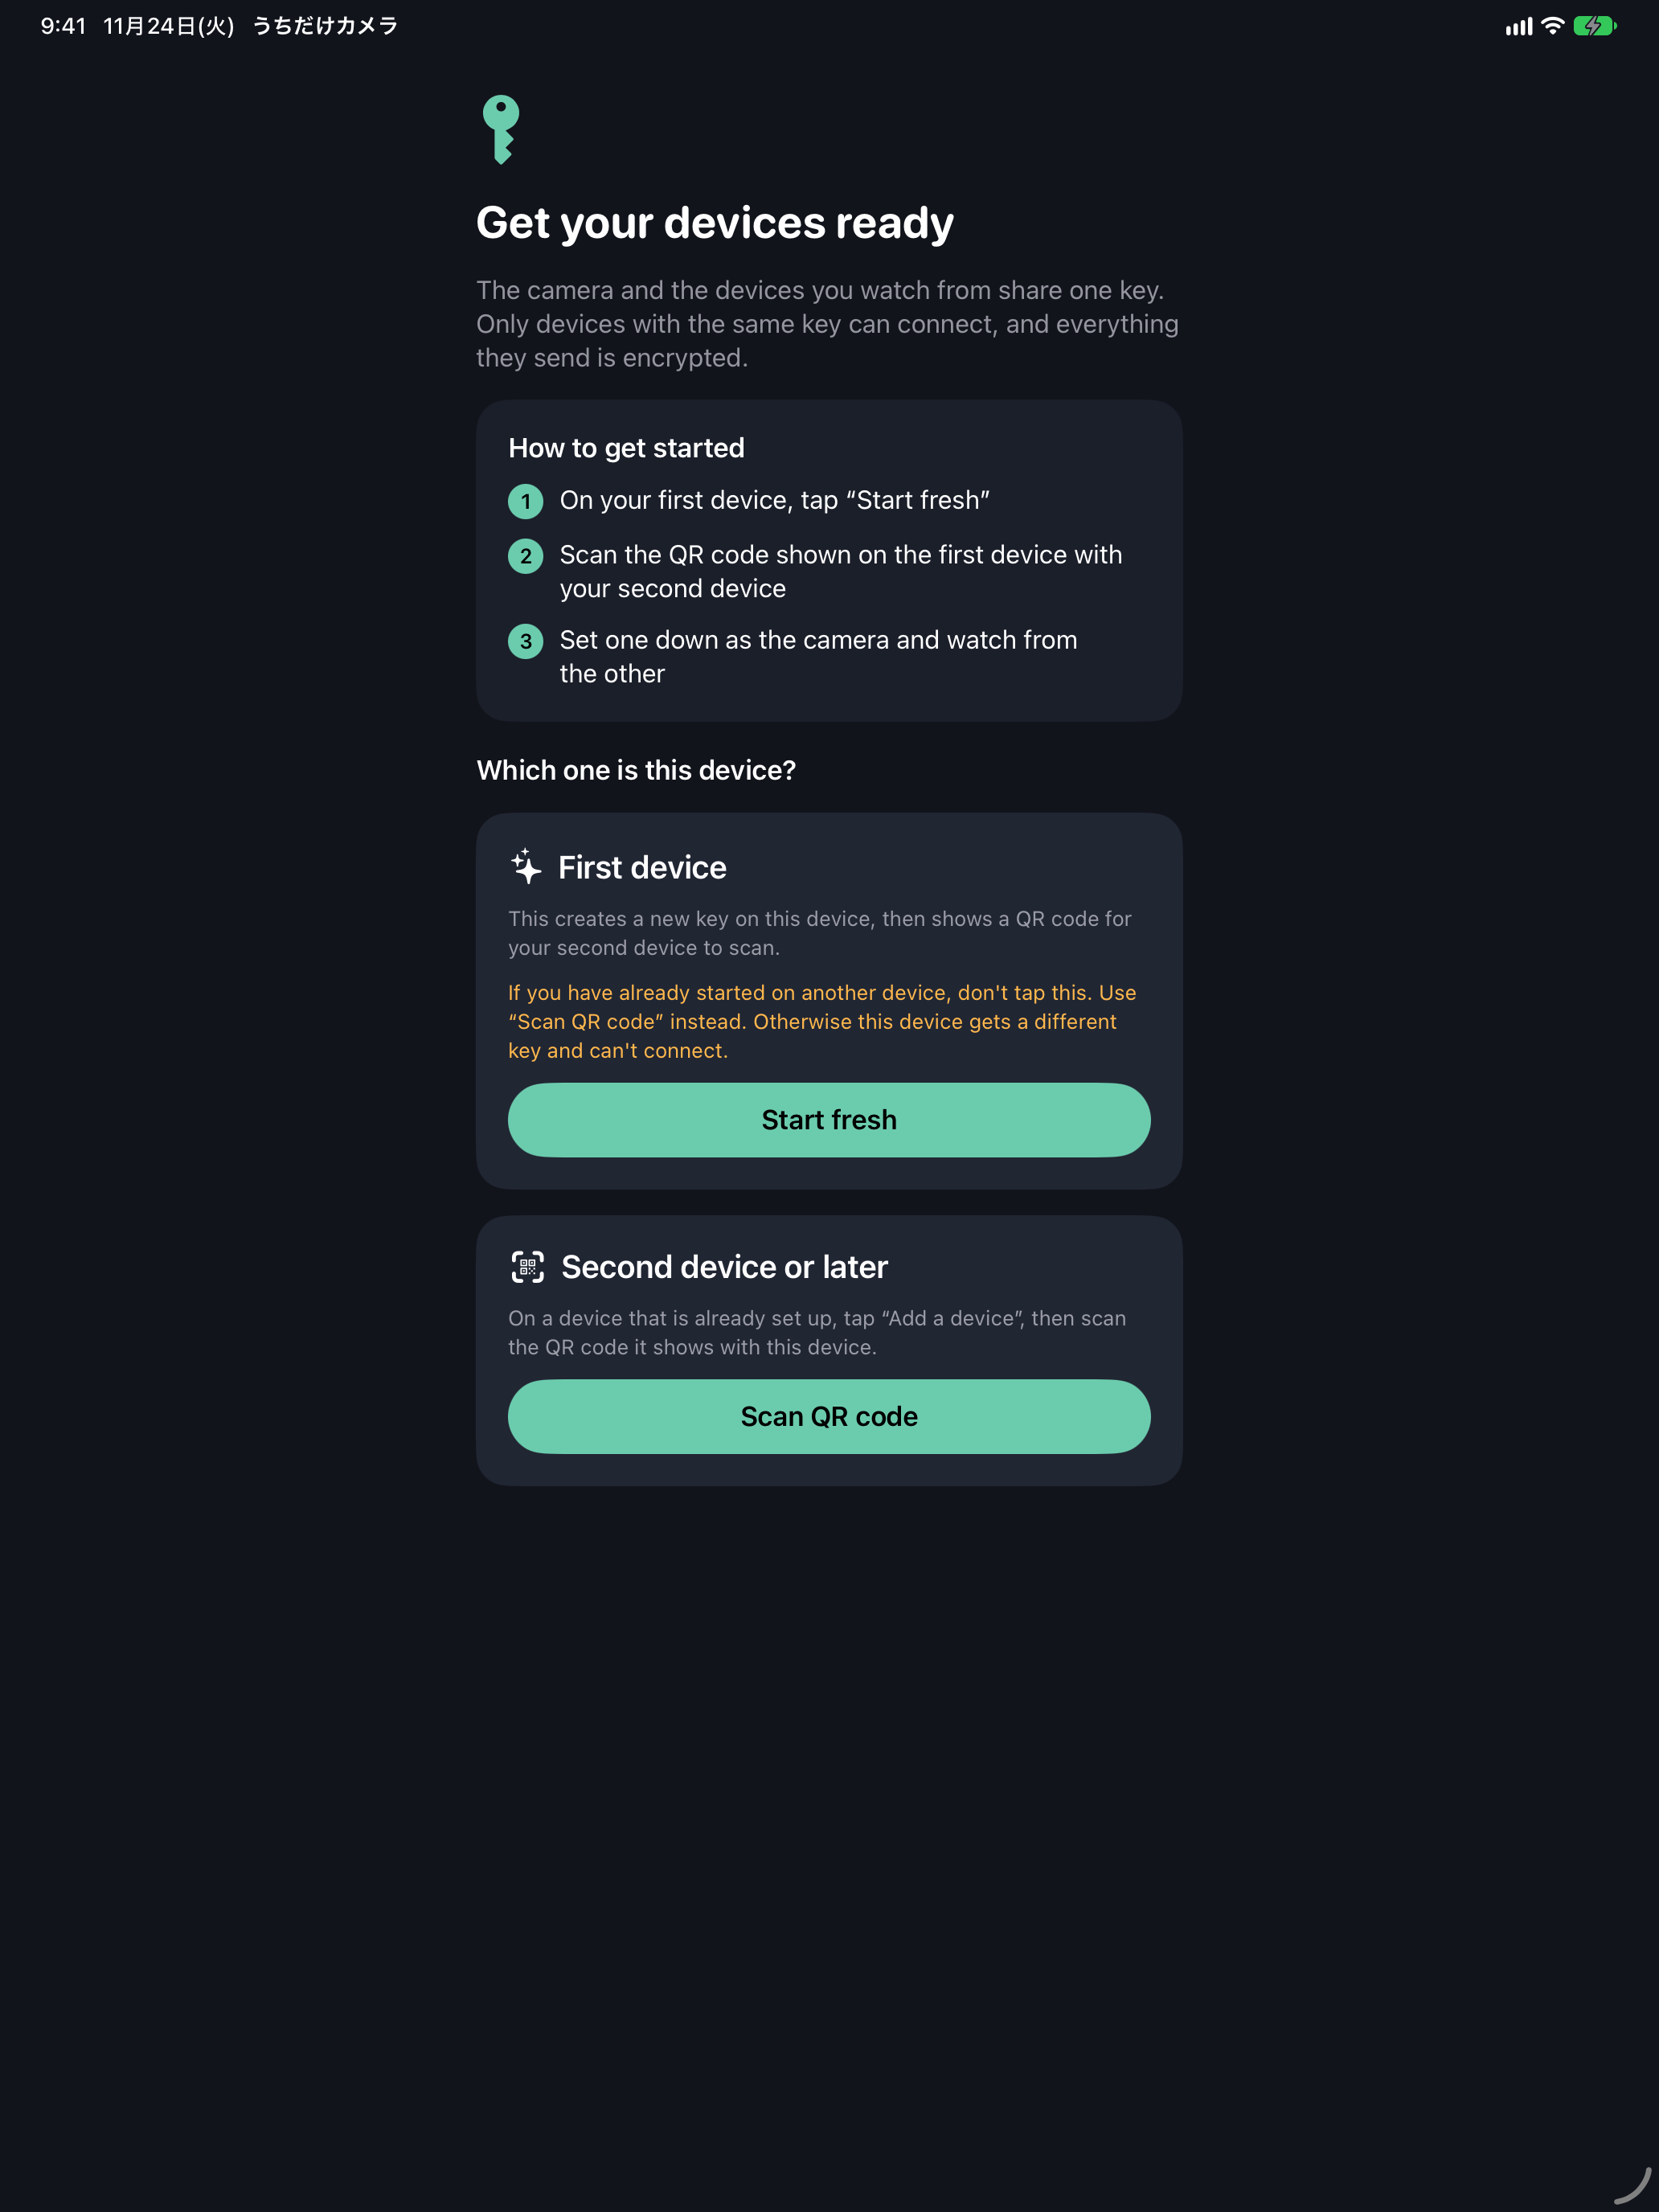 9:41 11月24日(火) うちだけカメラ
Get your devices ready
The camera and the devices you watch from share one key.
Only devices with the same key can connect, and everything
they send is encrypted.
How to get started
1 On your first device, tap “Start fresh”
2 Scan the QR code shown on the first device with
your second device
3 Set one down as the camera and watch from
the other
Which one is this device?
First device
This creates a new key on this device, then shows a QR code for
your second device to scan.
If you have already started on another device, don't tap this. Use
“Scan QR code” instead. Otherwise this device gets a different
key and can't connect.
Start fresh
Second device or later
On a device that is already set up, tap “Add a device”, then scan
the QR code it shows with this device.
Scan QR code